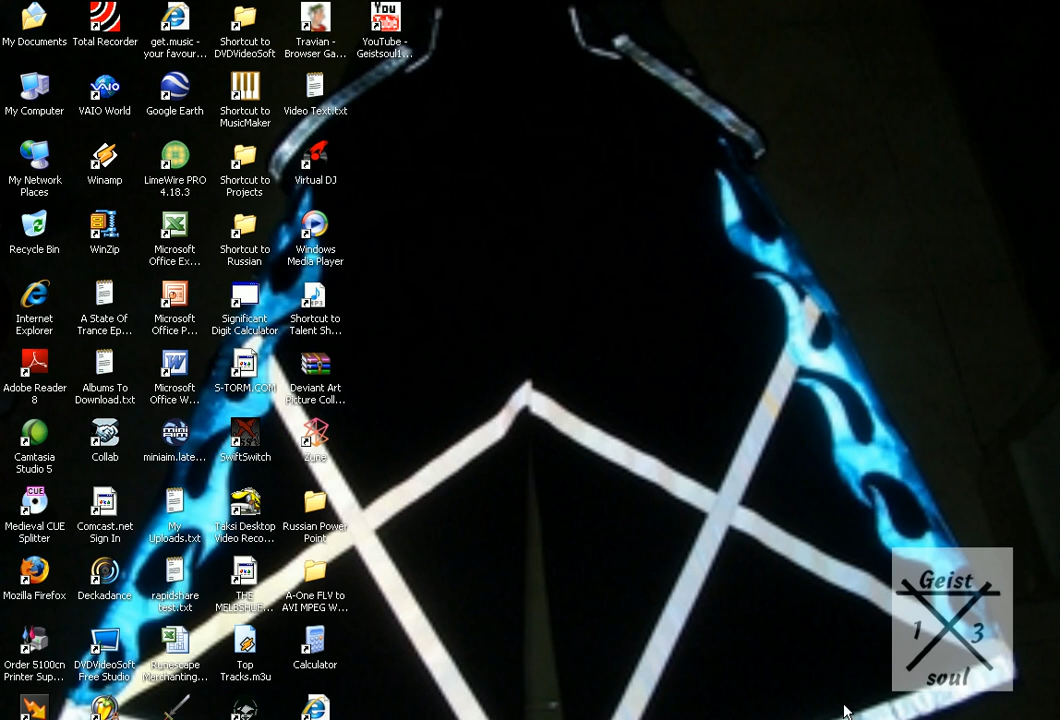 My Documents
Total Recorder
get.music -
your favour...
Shortcut to
DVDVideoSoft
Travian -
Browser Ga...
YouTube -
Geistsoul1...
My Computer
VAIO World
Google Earth
Shortcut to
MusicMaker
Video Text.txt
My Network
Places
Winamp
LimeWire PRO
4.18.3
Shortcut to
Projects
Virtual DJ
Recycle Bin
WinZip
Microsoft
Office Ex...
Shortcut to
Russian
Windows
Media Player
Internet
Explorer
A State Of
Trance Ep...
Microsoft
Office P...
Significant
Digit Calculator
Shortcut to
Talent Sh...
Adobe Reader
8
Albums To
Download.txt
Microsoft
Office W...
S-TORM.COM
Deviant Art
Picture Coll...
Camtasia
Studio 5
Collab
miniaim.late...
SwiftSwitch
Zune
Medieval CUE
Splitter
Comcast.net
Sign In
My
Uploads.txt
Taksi Desktop
Video Reco...
Russian Power
Point
Mozilla Firefox
Deckadance
rapidshare
test.txt
THE
MELBSHUF...
A-One FLV to
AVI MPEG W...
Order 5100cn
Printer Sup...
DVDVideoSoft
Free Studio
Runescape
Merchanting...
Top
Tracks.m3u
Calculator
Geist
1 3
soul